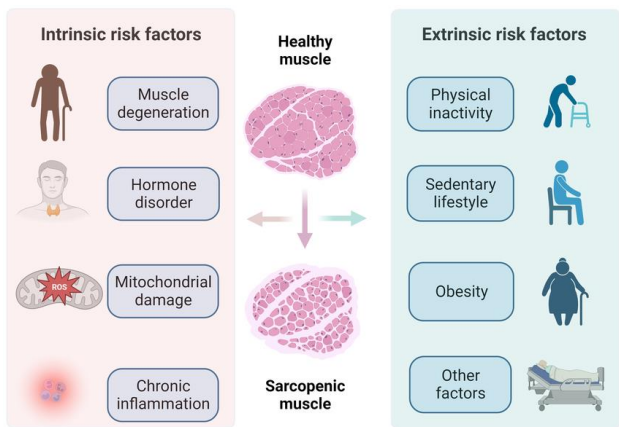 Intrinsic risk factors
Muscle
degeneration
Hormone
disorder
ROS
Mitochondrial
damage
Chronic
inflammation
Healthy
muscle
Sarcopenic
muscle
Extrinsic risk factors
Physical
inactivity
Sedentary
lifestyle
Obesity
Other
factors